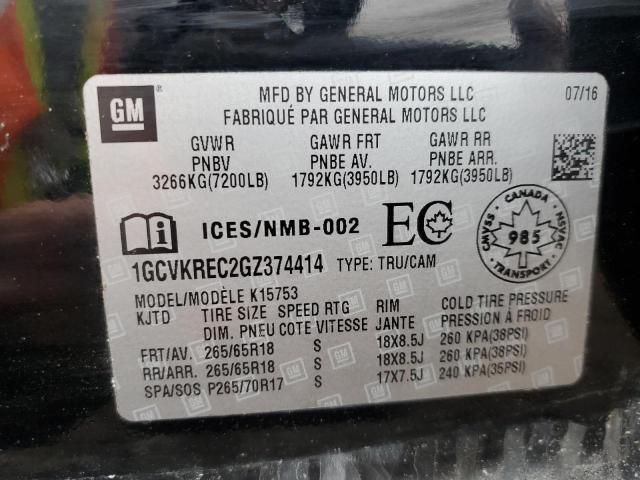 GM
MFD BY GENERAL MOTORS LLC 07/16
FABRIQUÉ PAR GENERAL MOTORS LLC
GVWR GAWR FRT GAWR RR
PNBV PNBE AV. PNBE ARR.
3266KG(7200LB) 1792KG(3950LB) 1792KG(3950LB)
ICES/NMB-002 EC
CANADA
CMVSS 985 NSVAC
TRANSPORT
1GCVKREC2GZ374414 TYPE: TRU/CAM
MODEL/MODÈLE K15753
KJTD TIRE SIZE SPEED RTG RIM COLD TIRE PRESSURE
DIM. PNEU COTE VITESSE JANTE PRESSION À FROID
FRT/AV. 265/65R18 S 18X8.5J 260 KPA(38PSI)
RR/ARR. 265/65R18 S 18X8.5J 260 KPA(38PSI)
SPA/SOS P265/70R17 S 17X7.5J 240 KPA(35PSI)